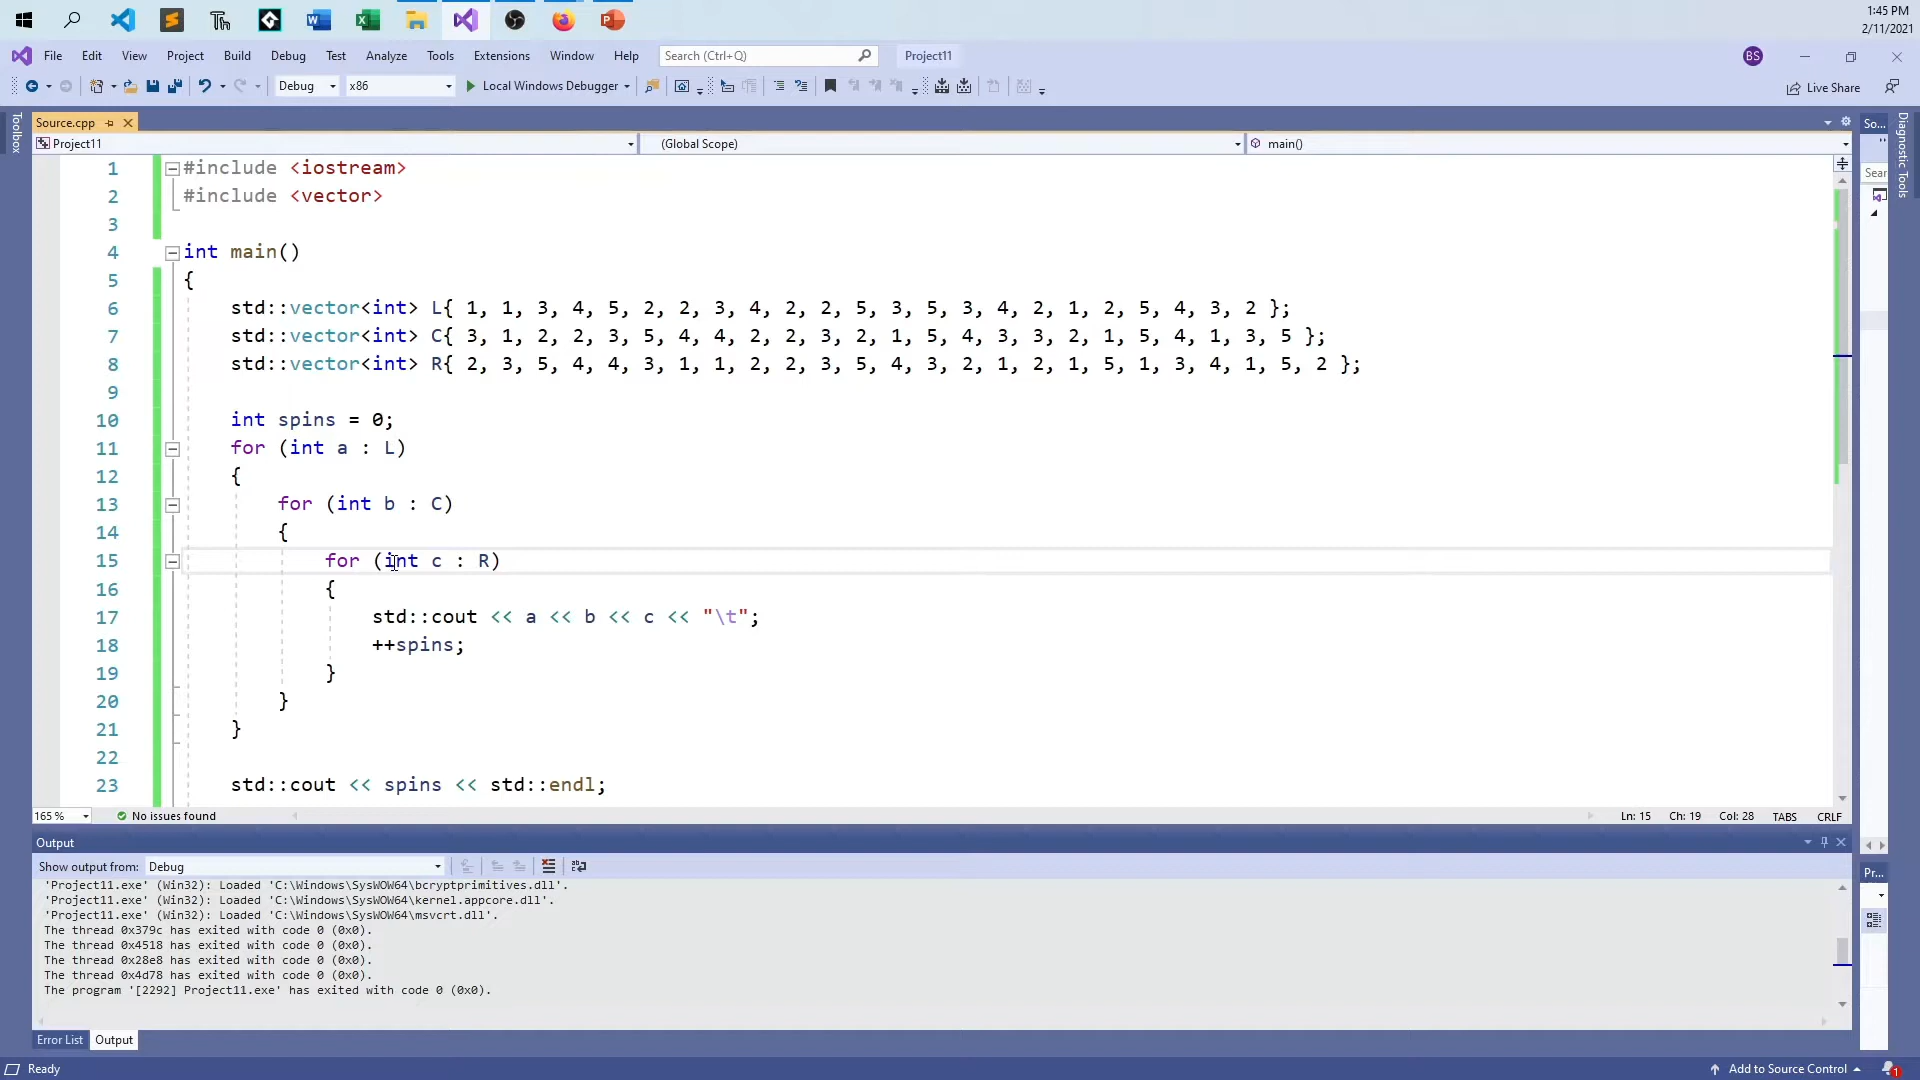 1:45 PM
2/11/2021
File Edit View Project Build Debug Test Analyze Tools Extensions Window Help Search (Ctrl+Q) Project11 BS
Debug x86 Local Windows Debugger Live Share
Toolbox
Source.cpp
So...
Diagnostic Tools
Project11 (Global Scope) main()
Sear
1 #include <iostream>
2 #include <vector>
3
4 int main()
5 {
6 std::vector<int> L{ 1, 1, 3, 4, 5, 2, 2, 3, 4, 2, 2, 5, 3, 5, 3, 4, 2, 1, 2, 5, 4, 3, 2 };
7 std::vector<int> C{ 3, 1, 2, 2, 3, 5, 4, 4, 2, 2, 3, 2, 1, 5, 4, 3, 3, 2, 1, 5, 4, 1, 3, 5 };
8 std::vector<int> R{ 2, 3, 5, 4, 4, 3, 1, 1, 2, 2, 3, 5, 4, 3, 2, 1, 2, 1, 5, 1, 3, 4, 1, 5, 2 };
9
10 int spins = 0;
11 for (int a : L)
12 {
13 for (int b : C)
14 {
15 for (int c : R)
16 {
17 std::cout << a << b << c << "\t";
18 ++spins;
19 }
20 }
21 }
22
23 std::cout << spins << std::endl;
165 % No issues found Ln: 15 Ch: 19 Col: 28 TABS CRLF
Output
Show output from: Debug
Pr...
'Project11.exe' (Win32): Loaded 'C:\Windows\SysWOW64\bcryptprimitives.dll'.
'Project11.exe' (Win32): Loaded 'C:\Windows\SysWOW64\kernel.appcore.dll'.
'Project11.exe' (Win32): Loaded 'C:\Windows\SysWOW64\msvcrt.dll'.
The thread 0x379c has exited with code 0 (0x0).
The thread 0x4518 has exited with code 0 (0x0).
The thread 0x28e8 has exited with code 0 (0x0).
The thread 0x4d78 has exited with code 0 (0x0).
The program '[2292] Project11.exe' has exited with code 0 (0x0).
Error List Output
Ready Add to Source Control 1